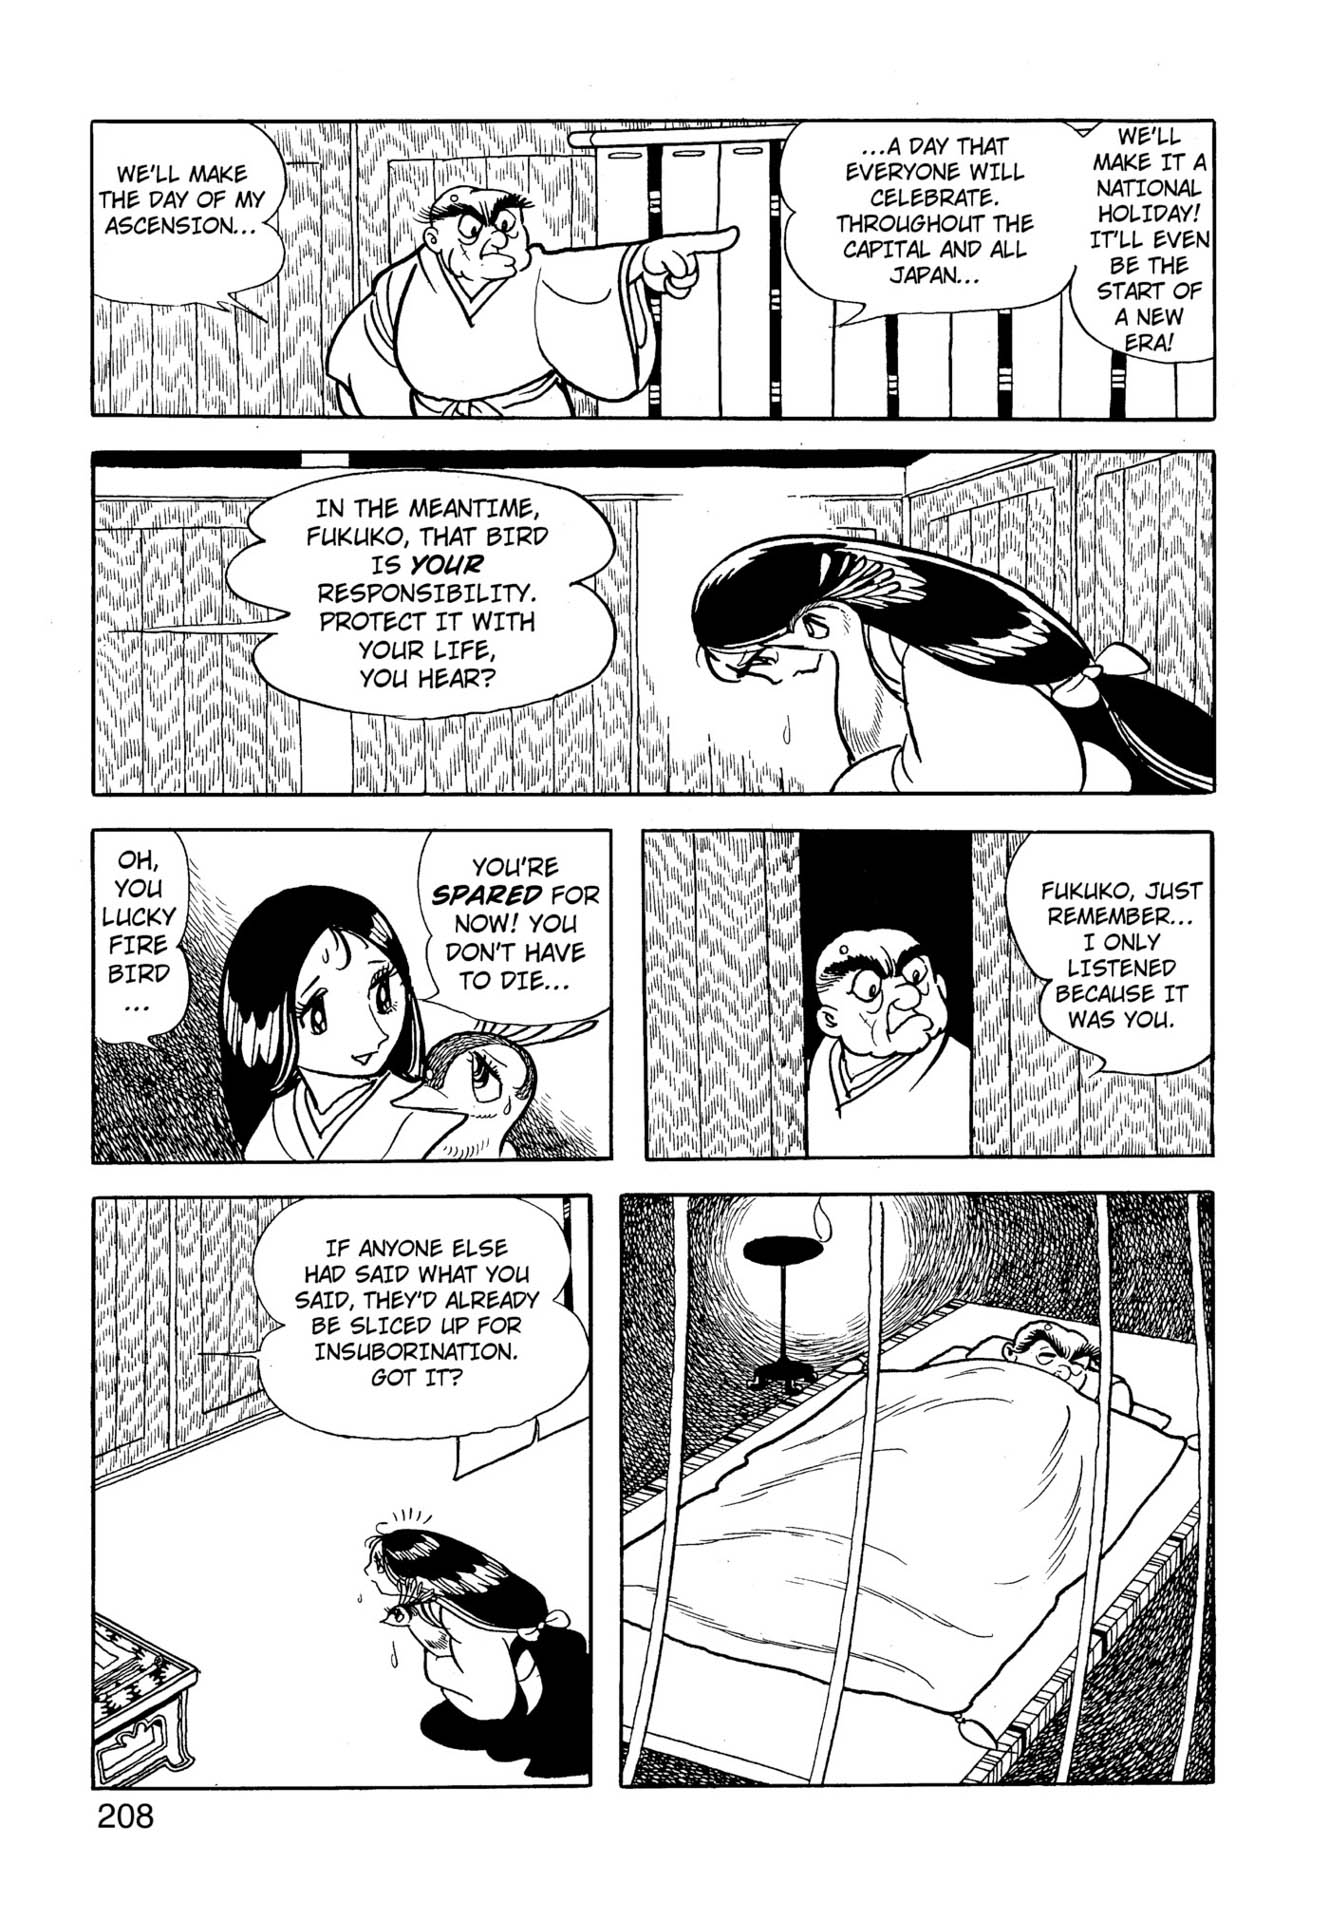 WE'LL MAKE
THE DAY OF MY
ASCENSION...
...A DAY THAT
EVERYONE WILL
CELEBRATE.
THROUGHOUT THE
CAPITAL AND ALL
JAPAN...
WE'LL
MAKE IT A
NATIONAL
HOLIDAY!
IT'LL EVEN
BE THE
START OF
A NEW
ERA!
IN THE MEANTIME,
FUKUKO, THAT BIRD
IS YOUR
RESPONSIBILITY.
PROTECT IT WITH
YOUR LIFE,
YOU HEAR?
OH,
YOU
LUCKY
FIRE
BIRD
...
YOU'RE
SPARED FOR
NOW! YOU
DON'T HAVE
TO DIE...
FUKUKO, JUST
REMEMBER...
I ONLY
LISTENED
BECAUSE IT
WAS YOU.
IF ANYONE ELSE
HAD SAID WHAT YOU
SAID, THEY'D ALREADY
BE SLICED UP FOR
INSUBORINATION.
GOT IT?
208